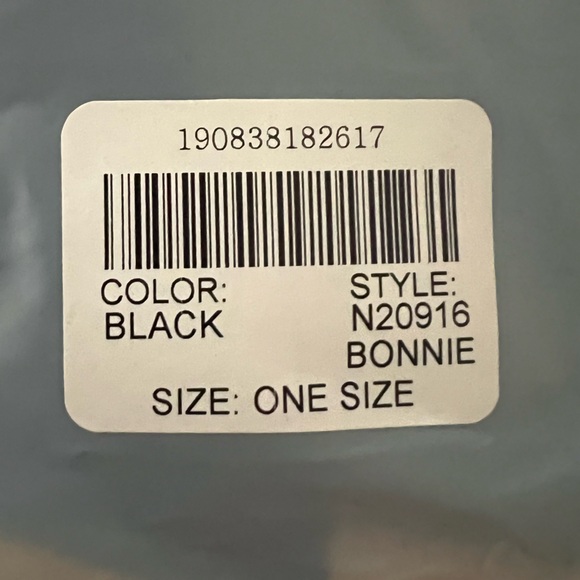 190838182617
COLOR: STYLE:
BLACK N20916
BONNIE
SIZE: ONE SIZE